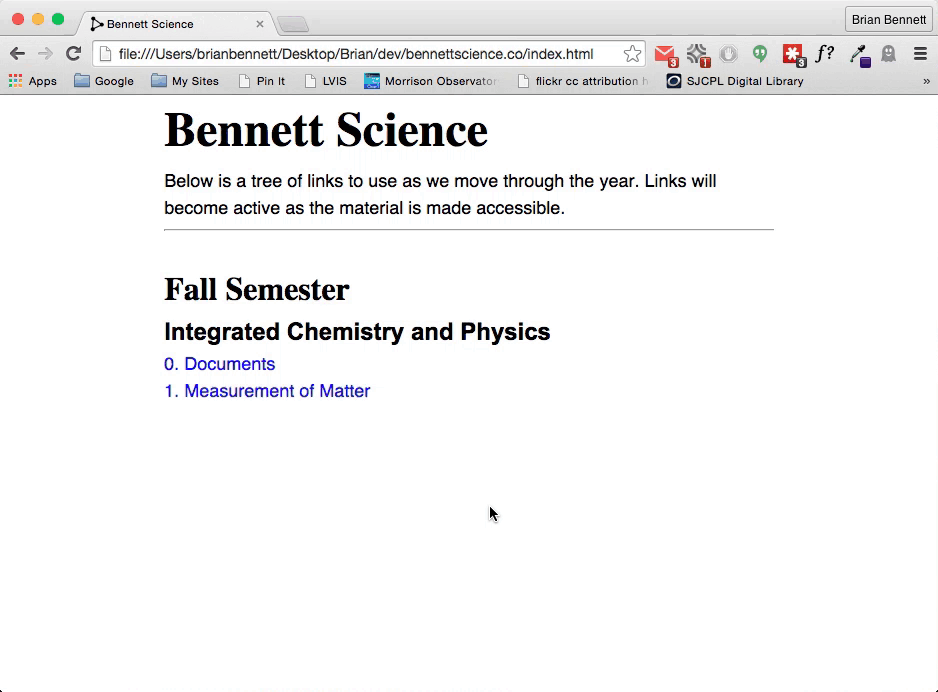 Bennett Science
Brian Bennett
file:///Users/brianbennett/Desktop/Brian/dev/bennettscience.co/index.html
3
1
3
f?
Apps
Google
My Sites
Pin It
LVIS
Morrison Observator
flickr cc attribution h
SJCPL Digital Library
»
Bennett Science
Below is a tree of links to use as we move through the year. Links will
become active as the material is made accessible.
Fall Semester
Integrated Chemistry and Physics
0. Documents
1. Measurement of Matter